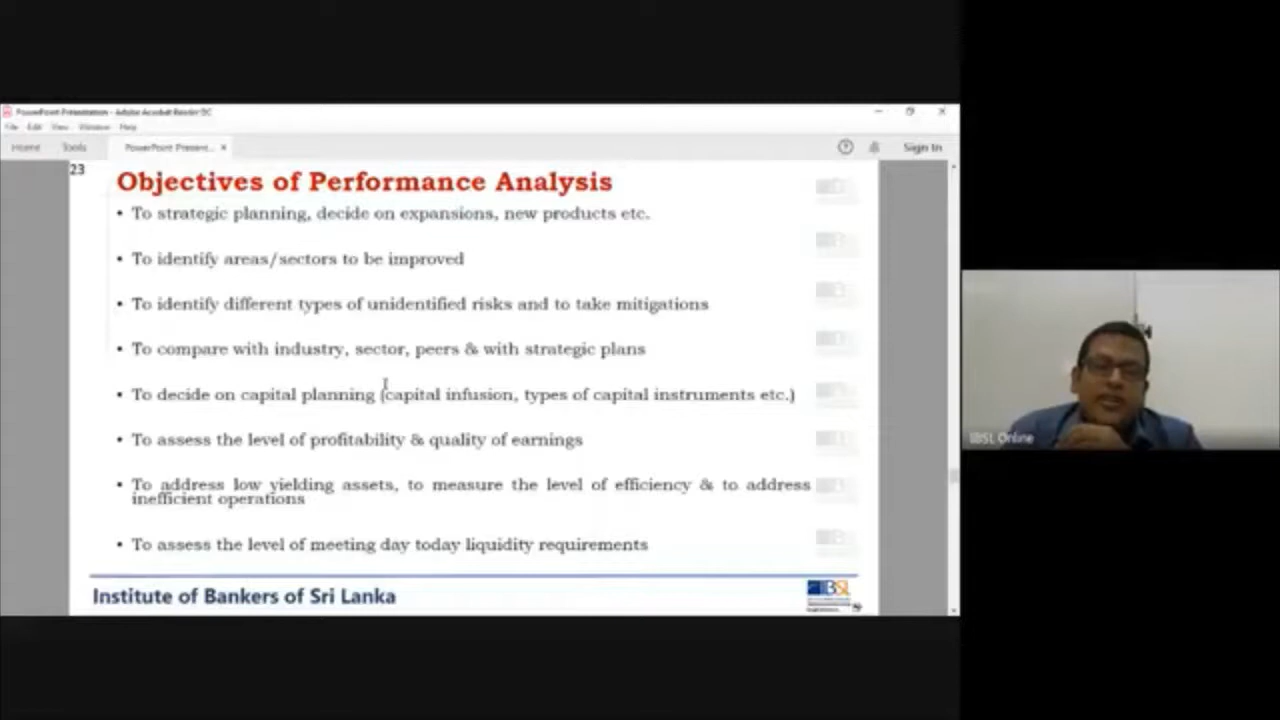 PowerPoint Presentation - Adobe Acrobat Reader DC
File Edit View Window Help
Home Tools PowerPoint Present... × Sign In
23
Objectives of Performance Analysis
• To strategic planning, decide on expansions, new products etc.
• To identify areas/sectors to be improved
• To identify different types of unidentified risks and to take mitigations
• To compare with industry, sector, peers & with strategic plans
• To decide on capital planning (capital infusion, types of capital instruments etc.)
• To assess the level of profitability & quality of earnings
• To address low yielding assets, to measure the level of efficiency & to address
inefficient operations
• To assess the level of meeting day today liquidity requirements
Institute of Bankers of Sri Lanka
IBSL
IBSL Online